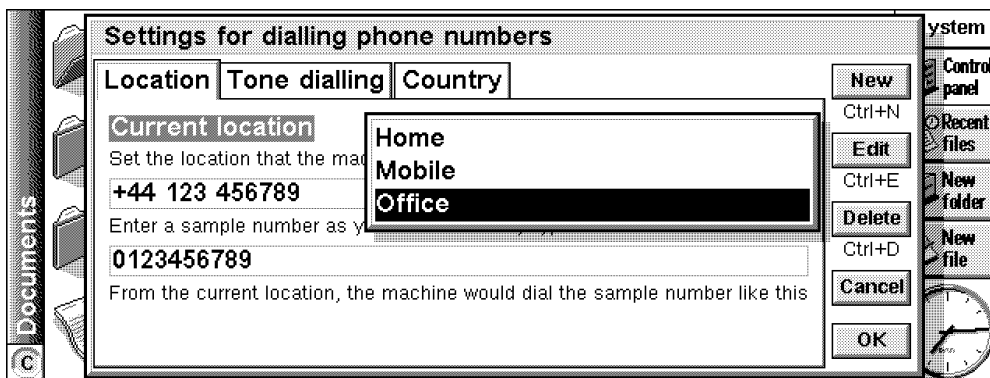 Settings for dialling phone numbers
Location
Tone dialling
Country
Current location
Home
Mobile
Office
Set the location that the
+44 123 456789
Enter a sample number as
0123456789
From the current location, the machine would dial the sample number like this
New
Ctrl+N
Edit
Ctrl+E
Delete
Ctrl+D
Cancel
OK
Documents
C
ystem
Control
panel
Recent
files
New
folder
New
file